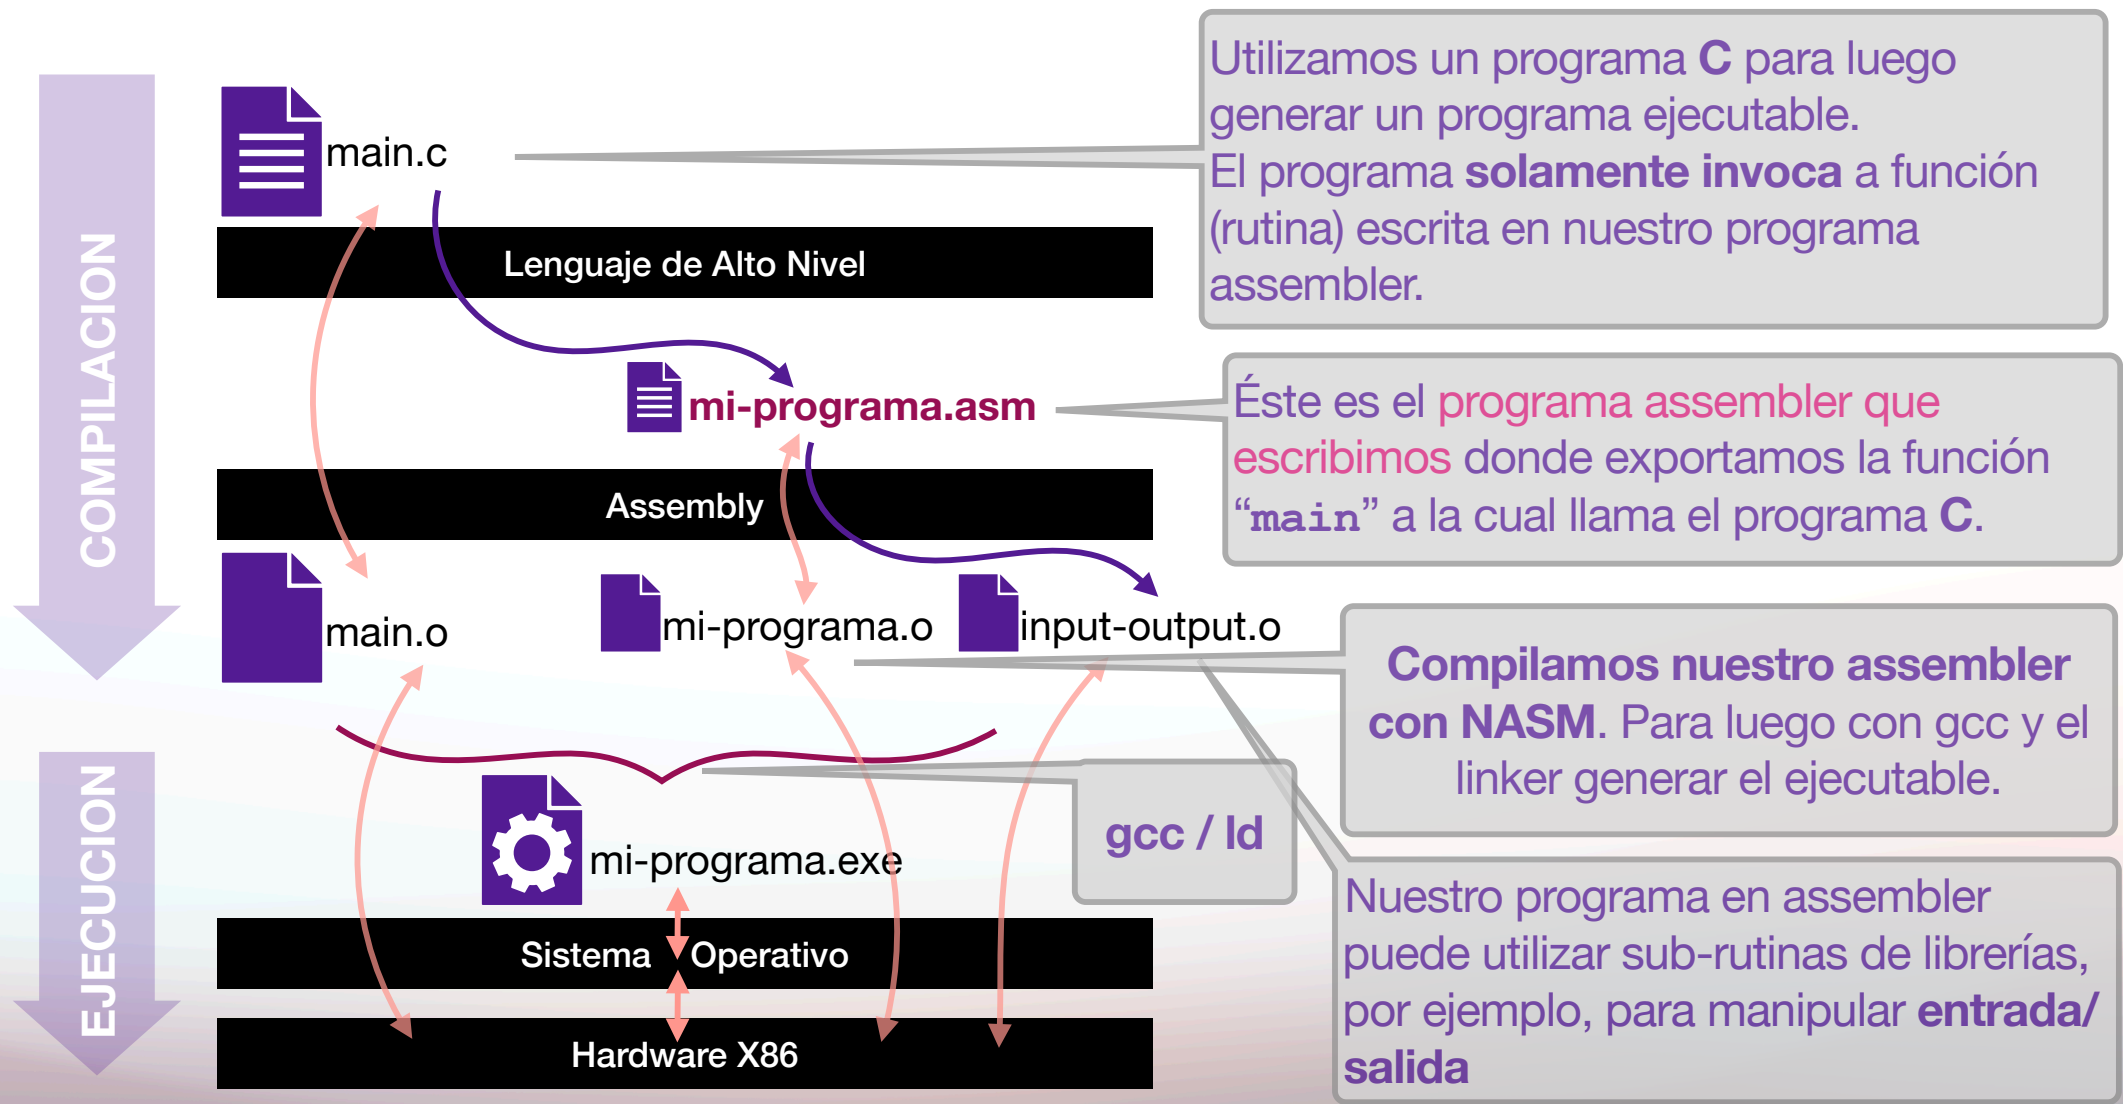 COMPILACION
EJECUCION
main.c
Lenguaje de Alto Nivel
mi-programa.asm
Assembly
main.o
mi-programa.o
input-output.o
mi-programa.exe
Sistema Operativo
Hardware X86
Utilizamos un programa C para luego
generar un programa ejecutable.
El programa solamente invoca a función
(rutina) escrita en nuestro programa
assembler.
Éste es el programa assembler que
escribimos donde exportamos la función
“main” a la cual llama el programa C.
Compilamos nuestro assembler
con NASM. Para luego con gcc y el
linker generar el ejecutable.
gcc / ld
Nuestro programa en assembler
puede utilizar sub-rutinas de librerías,
por ejemplo, para manipular entrada/
salida